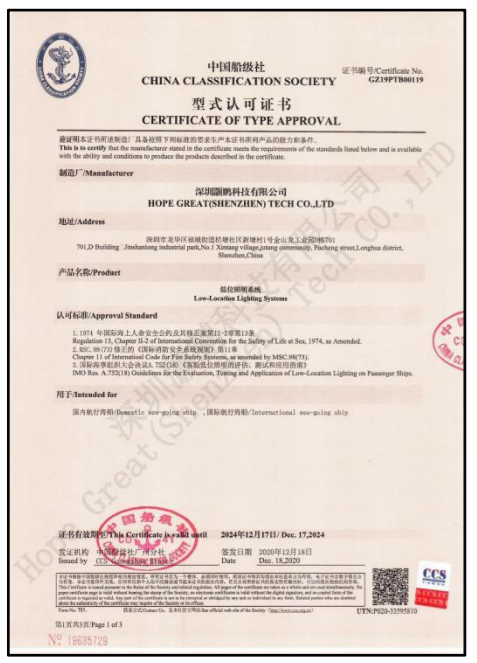 中国船级社
CHINA CLASSIFICATION SOCIETY
证书编号/Certificate No.
GZ19PTB00119
型式认可证书
CERTIFICATE OF TYPE APPROVAL
兹证明本证书所述制造厂具备按照下列标准的要求生产本证书所列产品的能力和条件。
This is to certify that the manufacturer stated in the certificate meets the requirements of the standards listed below and is available
with the ability and conditions to produce the products described in the certificate.
制造厂/Manufacturer
深圳灏鹏科技有限公司
HOPE GREAT(SHENZHEN) TECH CO.,LTD
地址/Address
深圳市龙华区福城街道桔塘社区新塘村1号金山龙工业园D栋701
701,D Building Jinshanlong industrial park,No.1 Xintang village,jutang community, Fucheng street,Longhua district,
Shenzhen,China
产品名称/Product
低位照明系统
Low-Location Lighting Systems
认可标准/Approval Standard
1. 1974 年国际海上人命安全公约及其修正案第II-2章第13条
Regulation 13, Chapter II-2 of International Convention for the Safety of Life at Sea, 1974, as Amended.
2. MSC. 98(73)修正的《国际消防安全系统规则》第11章
Chapter 11 of International Code for Fire Safety Systems, as amended by MSC.98(73).
3. 国际海事组织大会决议A. 752(18)《客船低位照明的评估、测试和应用指南》
IMO Res. A.752(18) Guidelines for the Evaluation, Testing and Application of Low-Location Lighting on Passenger Ships.
用于/Intended for
国内航行海船/Domestic sea-going ship ,国际航行海船/International sea-going ship
证书有效期至/This Certificate is valid until 2024年12月17日/ Dec. 17,2024
发证机构 中国船级社广州分社 签发日期 2020年12月18日
Issued by CCS Guangzhou Branch Date Dec. 18,2020
Form No: T01.
UTN:P020-33595810
CCS
第1页共3页/Page 1 of 3
Nº 19635729
Hope Great (Shenzhen) Tech CO., LTD